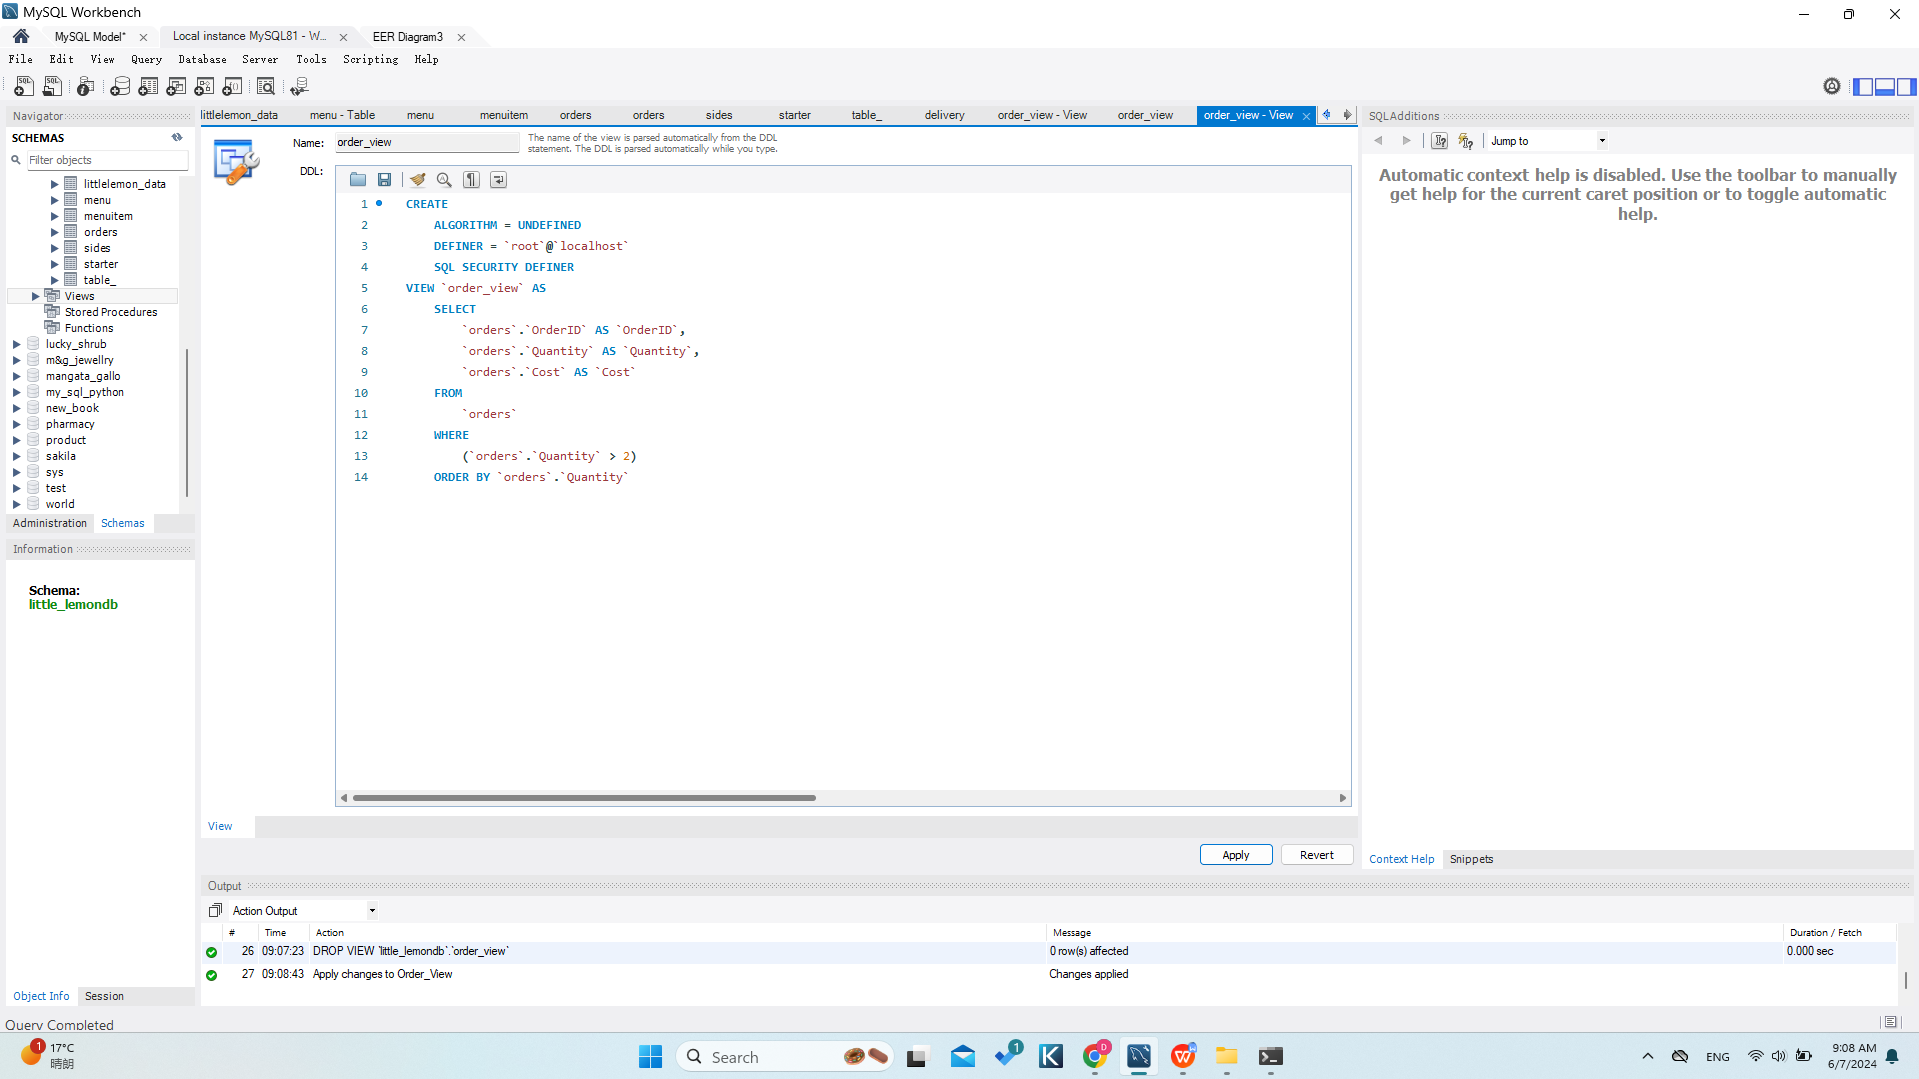 MySQL Workbench
MySQL Model* Local instance MySQL81 - W... EER Diagram3
File Edit View Query Database Server Tools Scripting Help
Navigator
SCHEMAS
Filter objects
littlelemon_data
menu
menuitem
orders
sides
starter
table_
Views
Stored Procedures
Functions
lucky_shrub
m&g_jewellry
mangata_gallo
my_sql_python
new_book
pharmacy
product
sakila
sys
test
world
Administration Schemas
Information
Schema:
little_lemondb
Object Info Session
Query Completed
littlelemon_data menu - Table menu menuitem orders orders sides starter table_ delivery order_view - View order_view order_view - View
Name: order_view
The name of the view is parsed automatically from the DDL
statement. The DDL is parsed automatically while you type.
DDL:
1 CREATE
2 ALGORITHM = UNDEFINED
3 DEFINER = `root`@`localhost`
4 SQL SECURITY DEFINER
5 VIEW `order_view` AS
6 SELECT
7 `orders`.`OrderID` AS `OrderID`,
8 `orders`.`Quantity` AS `Quantity`,
9 `orders`.`Cost` AS `Cost`
10 FROM
11 `orders`
12 WHERE
13 (`orders`.`Quantity` > 2)
14 ORDER BY `orders`.`Quantity`
View
Apply Revert
SQLAdditions
Jump to
Automatic context help is disabled. Use the toolbar to manually
get help for the current caret position or to toggle automatic
help.
Context Help Snippets
Output
Action Output
# Time Action Message Duration / Fetch
26 09:07:23 DROP VIEW `little_lemondb`.`order_view` 0 row(s) affected 0.000 sec
27 09:08:43 Apply changes to Order_View Changes applied
1
17°C
晴朗
Search
1
D
ENG
9:08 AM
6/7/2024